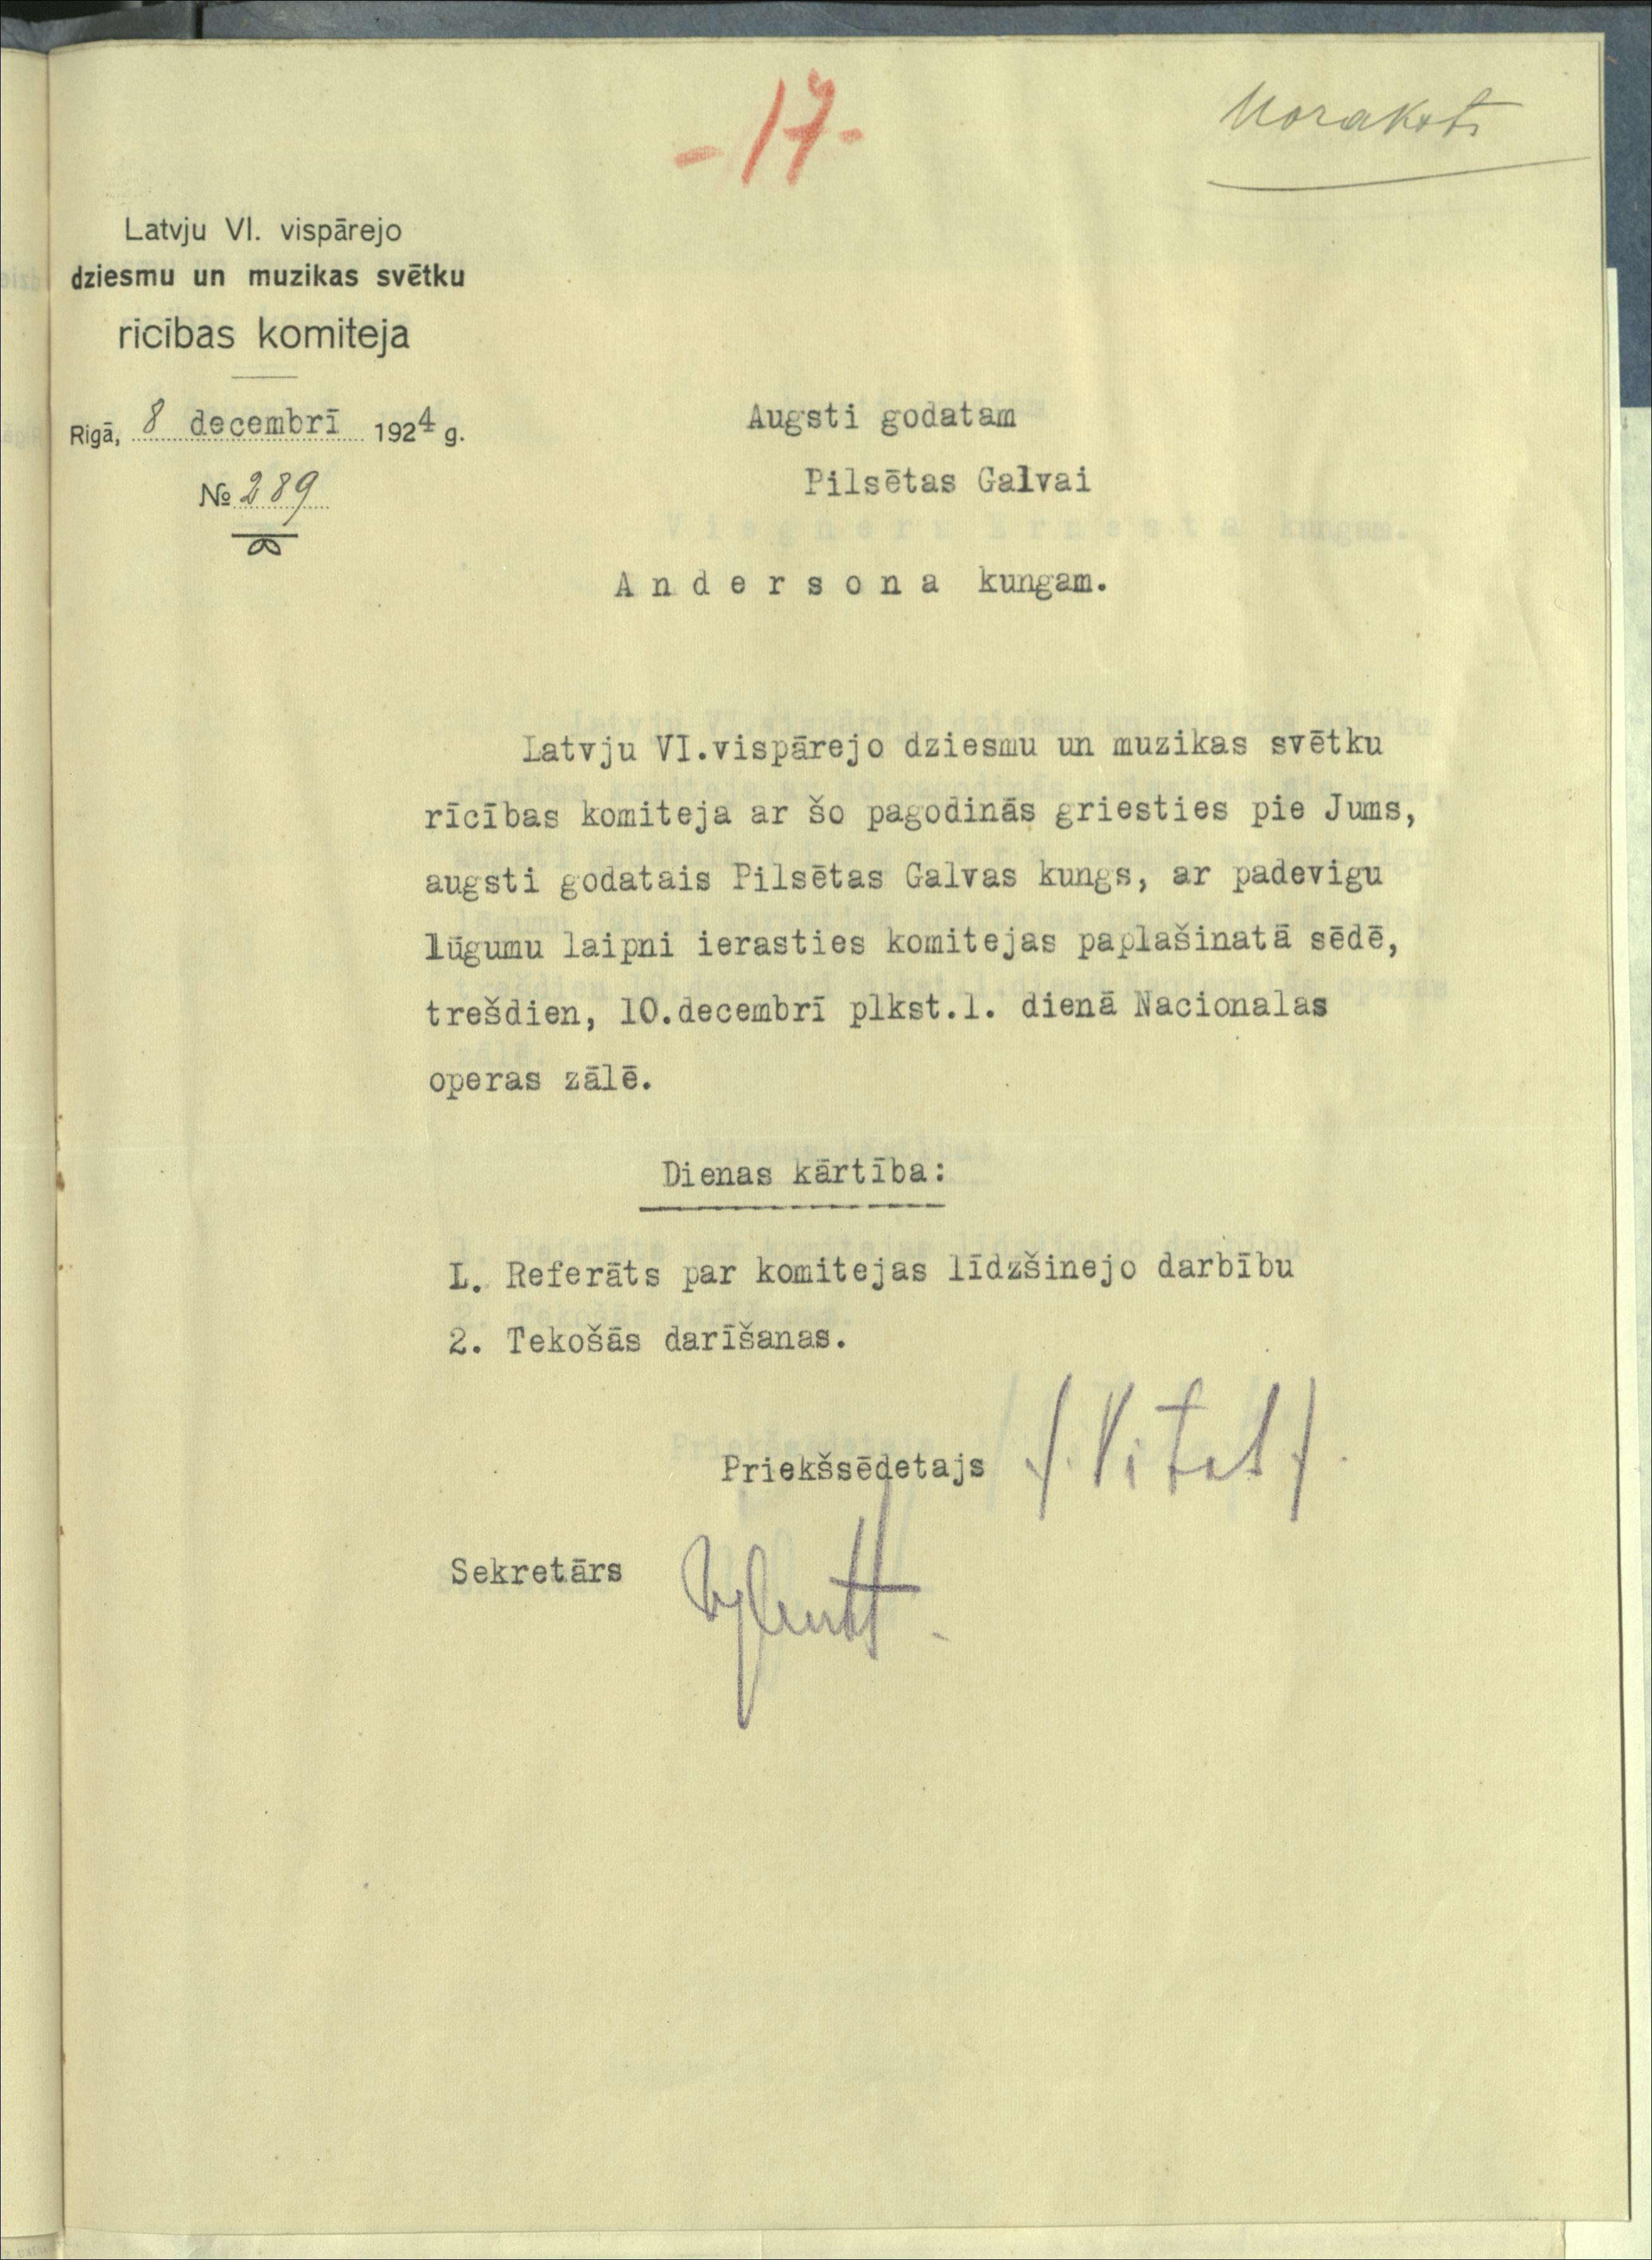 -17-
Noraksts
Latvju VI. vispārejo
dziesmu un muzikas svētku
ricibas komiteja
Rigā, 8 decembrī 1924 g.
№ 289
Augsti godatam
Pilsētas Galvai
Andersona kungam.
Latvju VI.vispārejo dziesmu un muzikas svētku
rīcības komiteja ar šo pagodinās griesties pie Jums,
augsti godatais Pilsētas Galvas kungs, ar padevigu
lūgumu laipni ierasties komitejas paplašinatā sēdē,
trešdien, 10.decembrī plkst.1. dienā Nacionalas
operas zālē.
Dienas kārtība:
1. Referāts par komitejas līdzšinejo darbību
2. Tekošās darīšanas.
Priekšsēdetajs
Sekretārs